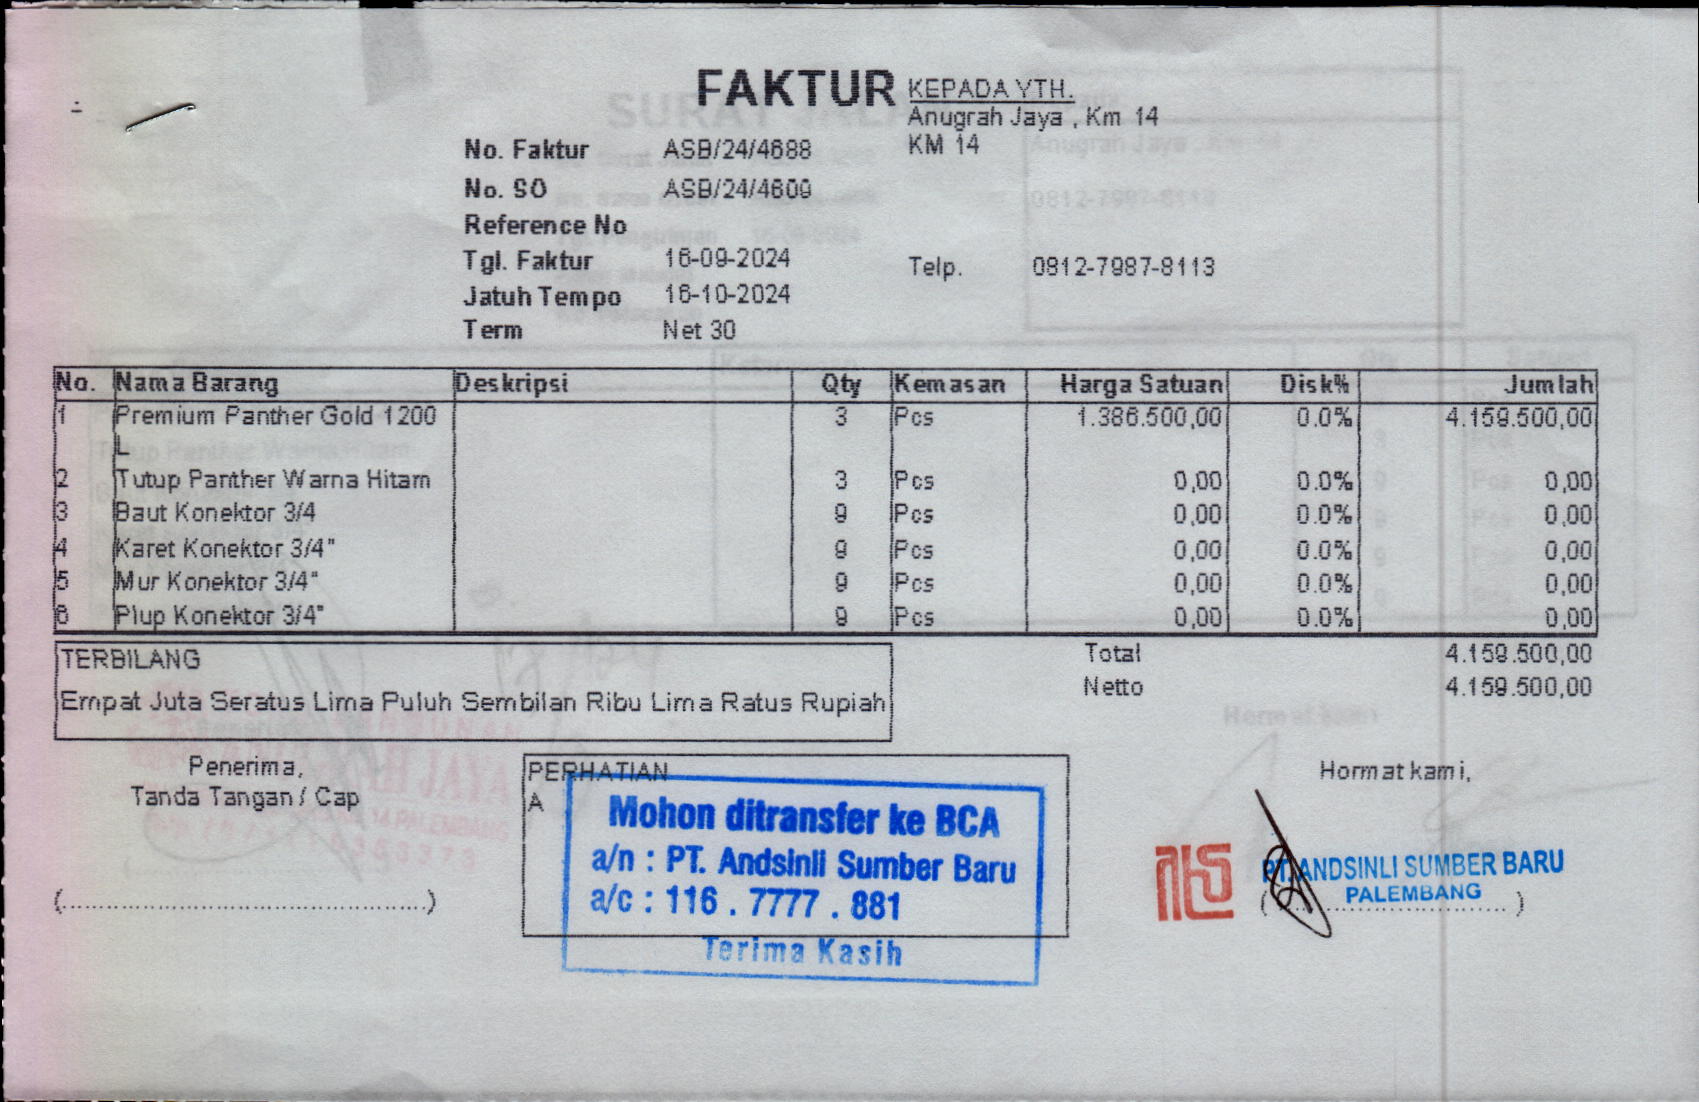 FAKTUR
KEPADA YTH.
Anugrah Jaya , Km 14
KM 14
No. Faktur ASB/24/4688
No. SO ASB/24/4609
Reference No
Tgl. Faktur 16-09-2024
Telp. 0812-7987-8113
Jatuh Tempo 16-10-2024
Term Net 30
No. Nama Barang Deskripsi Qty Kemasan Harga Satuan Disk% Jumlah
1 Premium Panther Gold 1200 3 Pcs 1.386.500,00 0.0% 4.159.500,00
L
2 Tutup Panther Warna Hitam 3 Pcs 0,00 0.0% 0,00
3 Baut Konektor 3/4 9 Pcs 0,00 0.0% 0,00
4 Karet Konektor 3/4" 9 Pcs 0,00 0.0% 0,00
5 Mur Konektor 3/4" 9 Pcs 0,00 0.0% 0,00
6 Plup Konektor 3/4" 9 Pcs 0,00 0.0% 0,00
TERBILANG
Empat Juta Seratus Lima Puluh Sembilan Ribu Lima Ratus Rupiah
Total 4.159.500,00
Netto 4.159.500,00
Penerima,
Tanda Tangan / Cap
(..............................................)
PERHATIAN
A
Mohon ditransfer ke BCA
a/n : PT. Andsinli Sumber Baru
a/c : 116 . 7777 . 881
Terima Kasih
Hormat kami,
PT. ANDSINLI SUMBER BARU
PALEMBANG